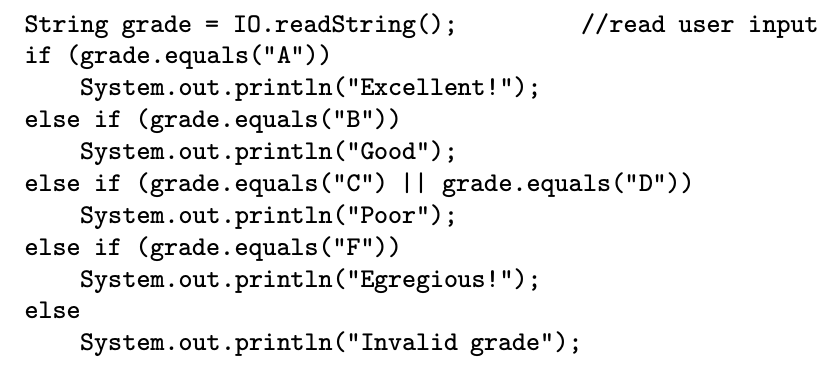 String grade = IO.readString();         //read user input
if (grade.equals("A"))
    System.out.println("Excellent!");
else if (grade.equals("B"))
    System.out.println("Good");
else if (grade.equals("C") || grade.equals("D"))
    System.out.println("Poor");
else if (grade.equals("F"))
    System.out.println("Egregious!");
else
    System.out.println("Invalid grade");